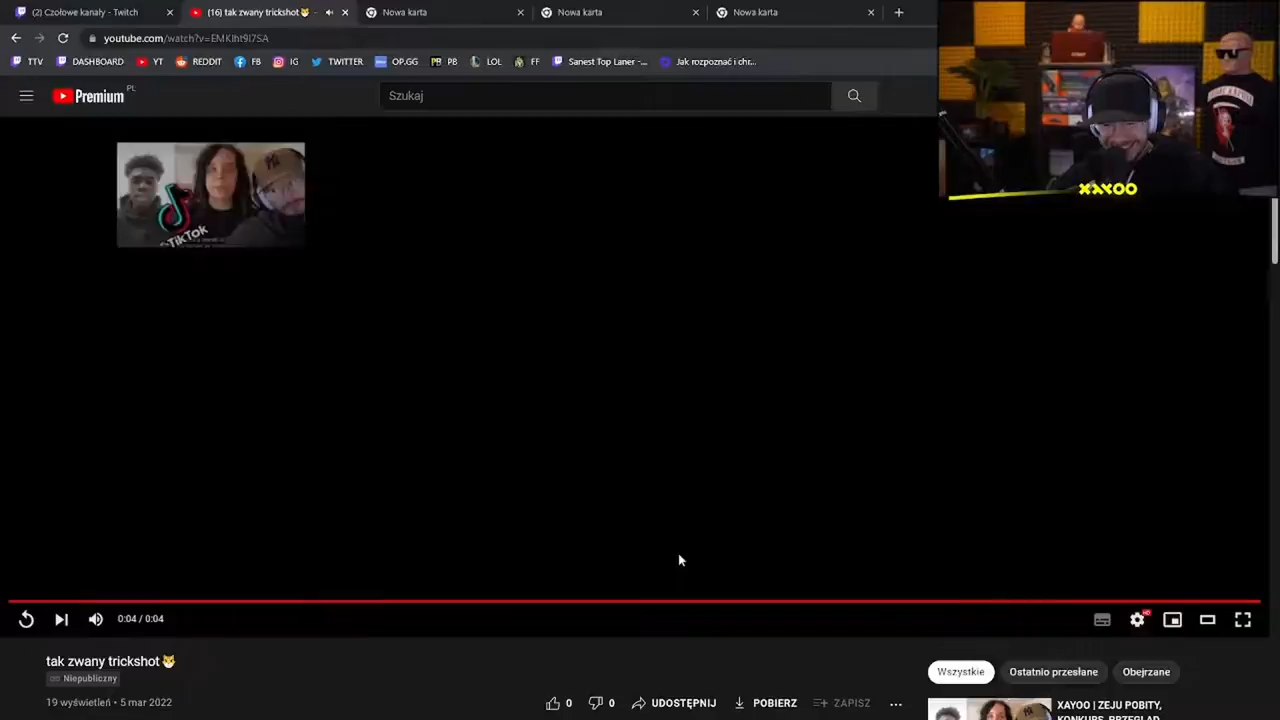 (2) Czołowe kanały - Twitch
(16) tak zwany trickshot🐯 -
Nowa karta
Nowa karta
Nowa karta
youtube.com/watch?v=EMKIht9I7SA
TTV
DASHBOARD
YT
REDDIT
FB
IG
TWITTER
OP.GG
PB
LOL
FF
Sanest Top Laner -...
Jak rozpoznać i chr...
Premium
PL
Szukaj
NY
TikTok
XAYOO
0:04 / 0:04
HD
tak zwany trickshot🐯
Niepubliczny
19 wyświetleń • 5 mar 2022
0
0
UDOSTĘPNIJ
POBIERZ
ZAPISZ
Wszystkie
Ostatnio przesłane
Obejrzane
XAYOO | ZEJU POBITY,
KONKURS, PRZEGLĄD